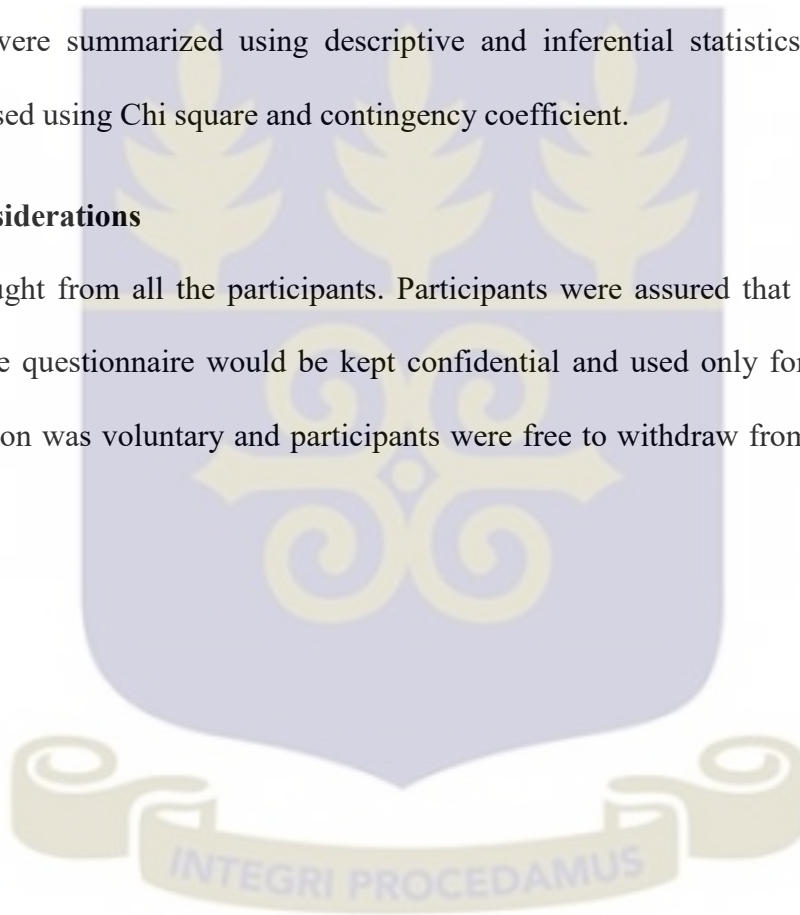 were summarized using descriptive and inferential statistics
sed using Chi square and contingency coefficient.
siderations
ught from all the participants. Participants were assured that
e questionnaire would be kept confidential and used only for
on was voluntary and participants were free to withdraw from
INTEGRI PROCEDAMUS